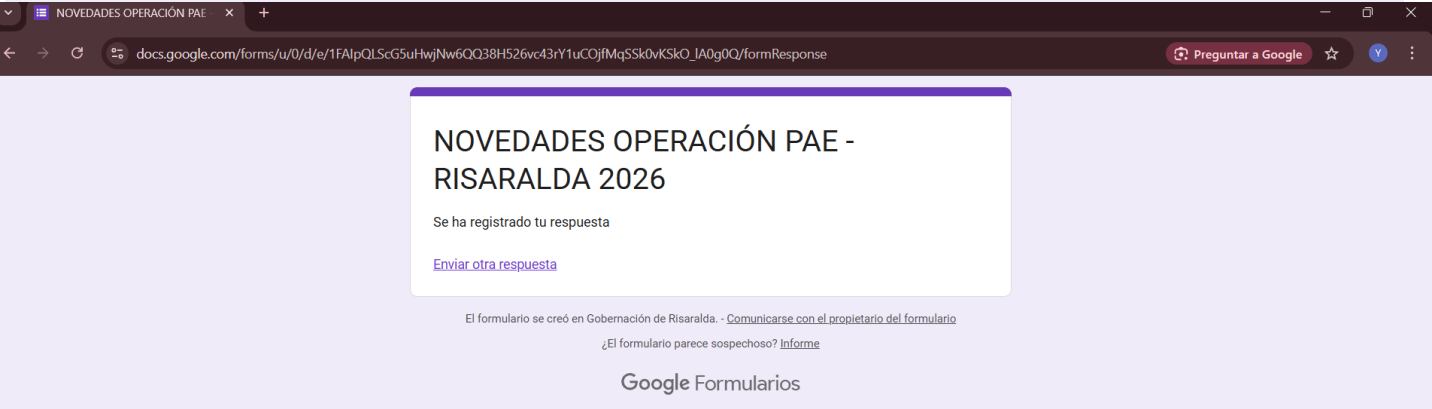 NOVEDADES OPERACIÓN PAE -
docs.google.com/forms/u/0/d/e/1FAIpQLScG5uHwjNw6QQ38H526vc43rY1uCOjfMqSSk0vKSkO_lA0g0Q/formResponse
Preguntar a Google
Y
NOVEDADES OPERACIÓN PAE -
RISARALDA 2026
Se ha registrado tu respuesta
Enviar otra respuesta
El formulario se creó en Gobernación de Risaralda. - Comunicarse con el propietario del formulario
¿El formulario parece sospechoso? Informe
Google Formularios